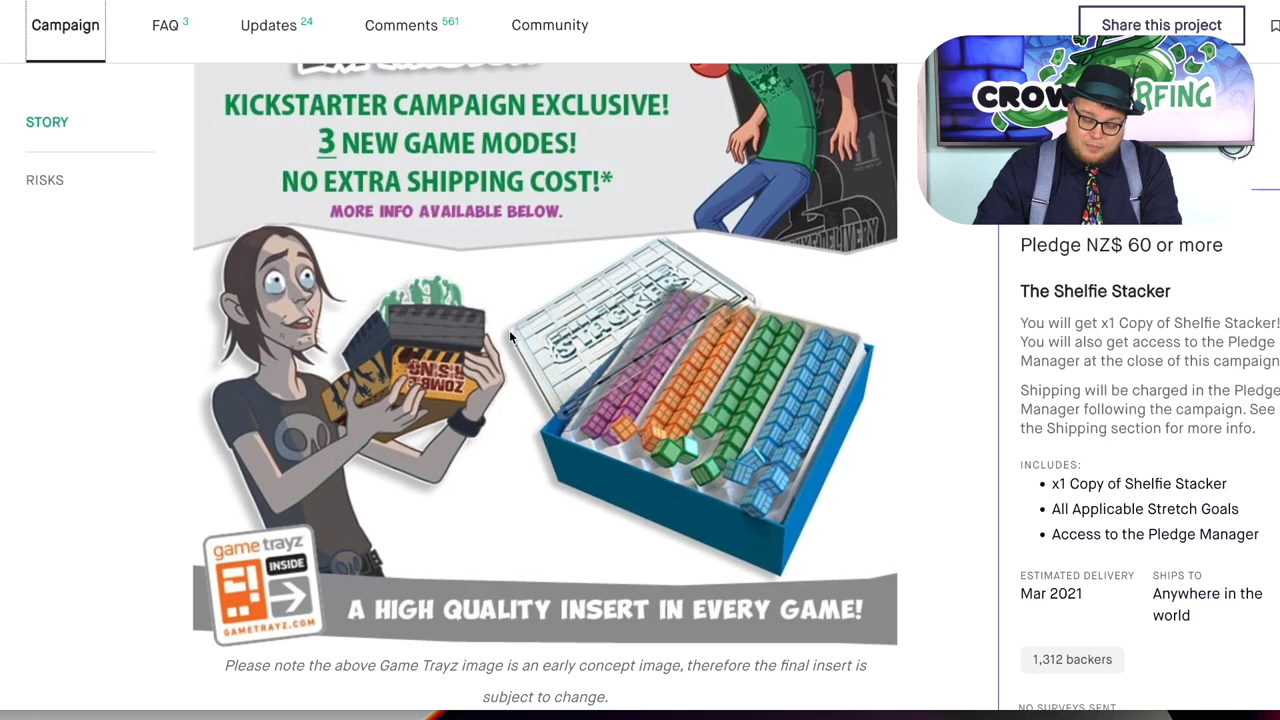 Campaign
FAQ 3
Updates 24
Comments 561
Community
Share this project
STORY
RISKS
KICKSTARTER CAMPAIGN EXCLUSIVE!
3 NEW GAME MODES!
NO EXTRA SHIPPING COST!*
MORE INFO AVAILABLE BELOW.
STACKERS
ZOMBIE
RISING
game trayz
INSIDE
GAMETRAYZ.COM
A HIGH QUALITY INSERT IN EVERY GAME!
Please note the above Game Trayz image is an early concept image, therefore the final insert is
subject to change.
Pledge NZ$ 60 or more
The Shelfie Stacker
You will get x1 Copy of Shelfie Stacker!
You will also get access to the Pledge
Manager at the close of this campaign
Shipping will be charged in the Pledge
Manager following the campaign. See
the Shipping section for more info.
INCLUDES:
• x1 Copy of Shelfie Stacker
• All Applicable Stretch Goals
• Access to the Pledge Manager
ESTIMATED DELIVERY
Mar 2021
SHIPS TO
Anywhere in the
world
1,312 backers
NO SURVEYS SENT